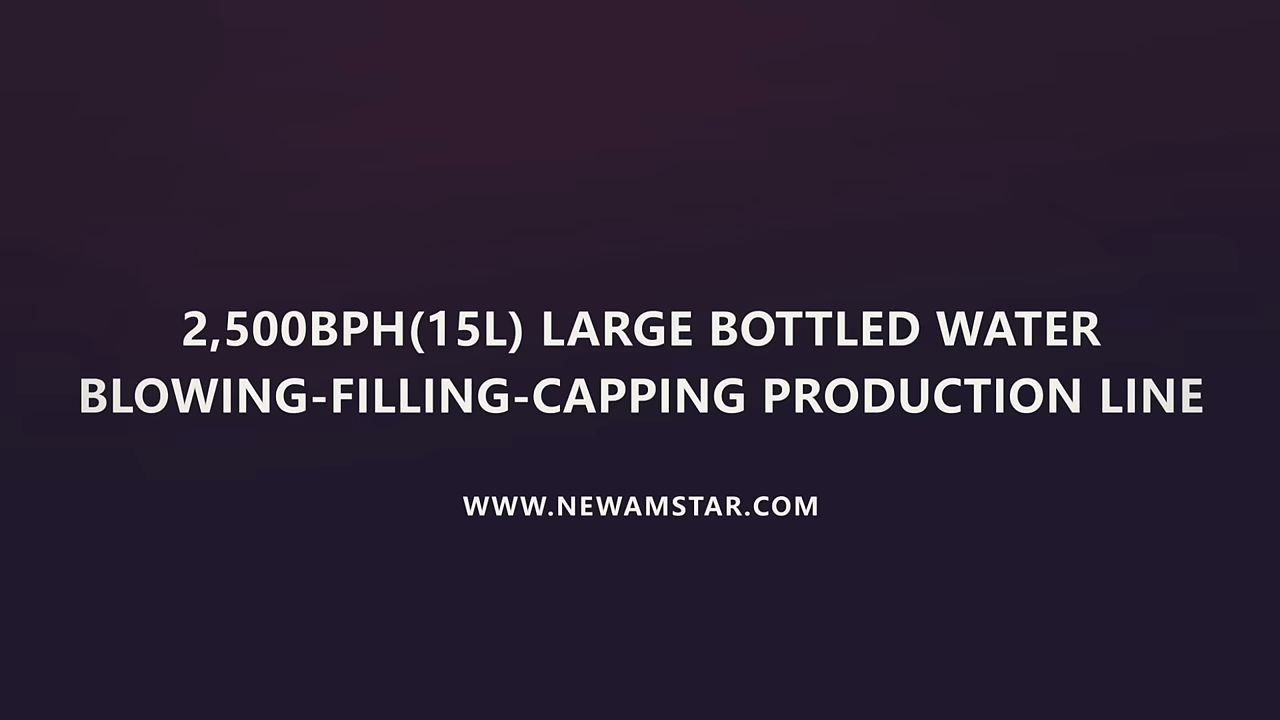 2,500BPH(15L) LARGE BOTTLED WATER
BLOWING-FILLING-CAPPING PRODUCTION LINE
WWW.NEWAMSTAR.COM